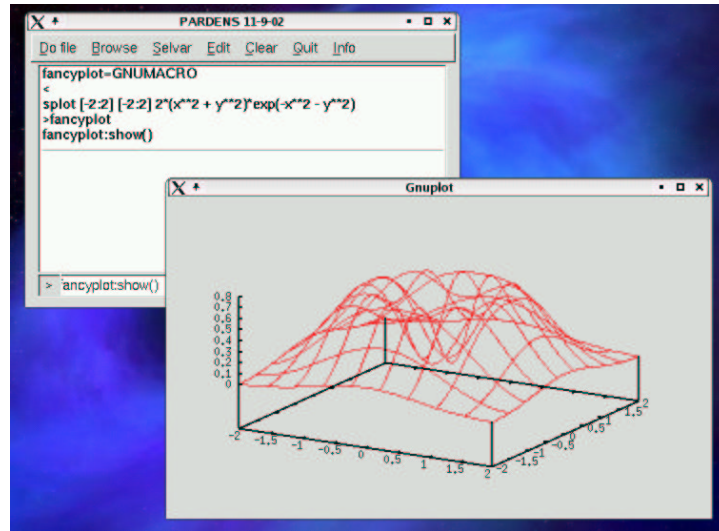 PARDENS 11-9-02
Do file Browse Selvar Edit Clear Quit Info
fancyplot=GNUMACRO
<
splot [-2:2] [-2:2] 2*(x**2 + y**2)*exp(-x**2 - y**2)
>fancyplot
fancyplot:show()
> fancyplot:show()
Gnuplot
0.8
0.7
0.6
0.5
0.4
0.3
0.2
0.1
0
-2 -1.5 -1 -0.5 0 0.5 1 1.5 2
-2 -1.5 -1 -0.5 0 0.5 1 1.5 2